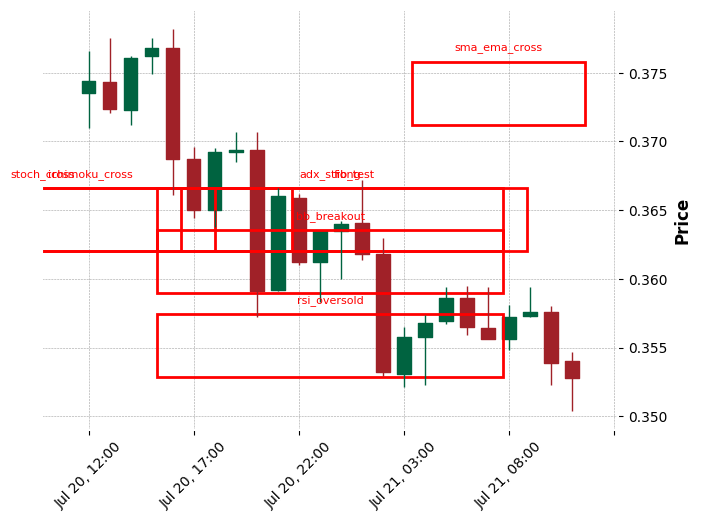 sma_ema_cross
0.375
0.370
stoch_cross
ichimoku_cross
adx_strong
fib_test
0.365
bb_breakout
0.360
rsi_oversold
0.355
0.350
Price
Jul 20, 12:00
Jul 20, 17:00
Jul 20, 22:00
Jul 21, 03:00
Jul 21, 08:00